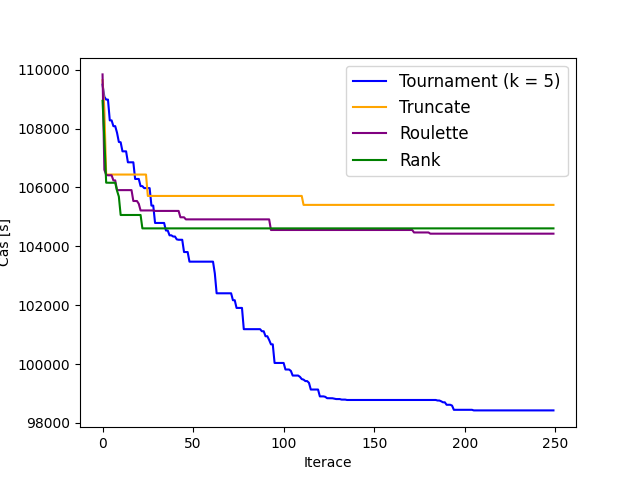 110000
108000
106000
104000
102000
100000
98000
Čas [s]
0 50 100 150 200 250
Iterace
Tournament (k = 5)
Truncate
Roulette
Rank